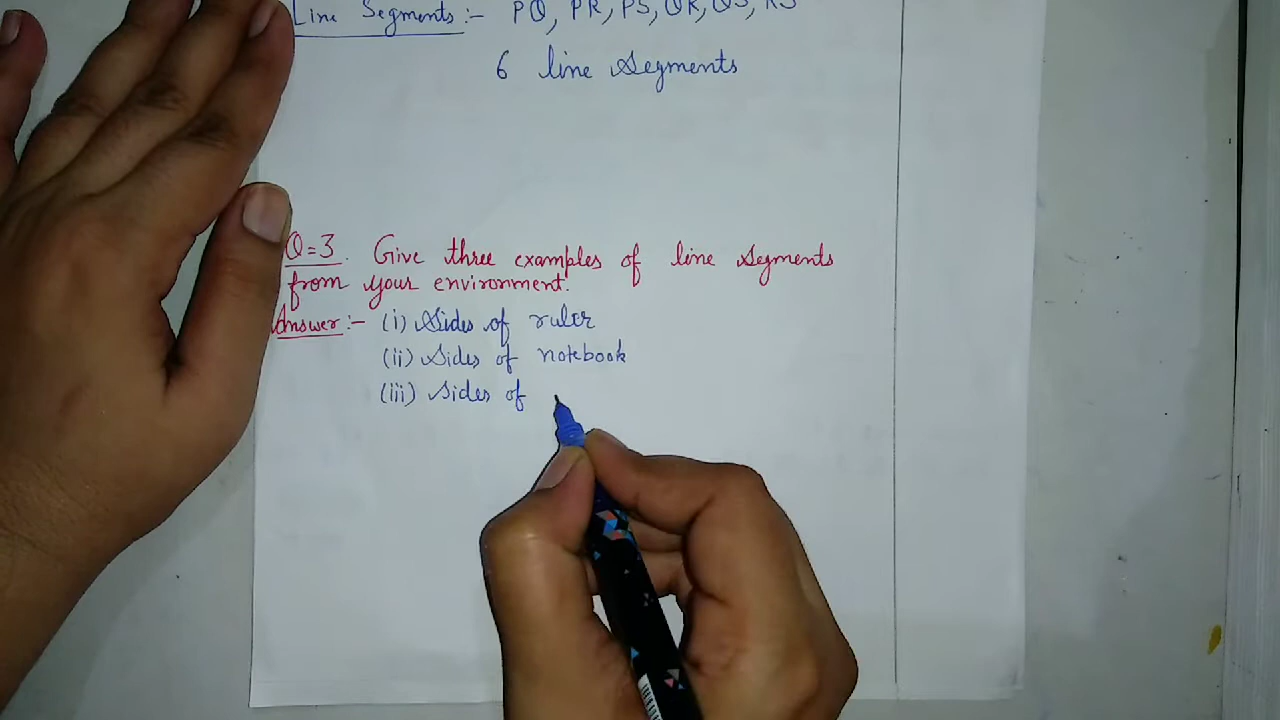 Line Segments:- PQ, PR, PS, QR, QS, RS
6 line segments
Q=3. Give three examples of line segments
from your environment.
Answer:- (i) Sides of ruler
(ii) Sides of notebook
(iii) Sides of